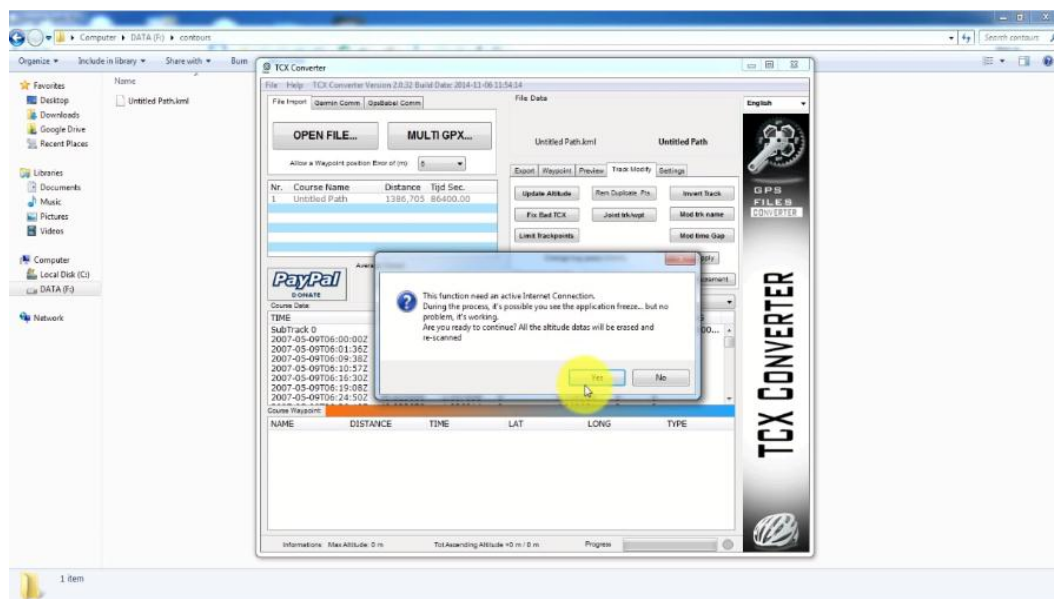 Computer ▸ DATA (F:) ▸ contours
Search contours
Organize
Include in library
Share with
Burn
Favorites
Desktop
Downloads
Google Drive
Recent Places
Libraries
Documents
Music
Pictures
Videos
Computer
Local Disk (C:)
DATA (F:)
Network
Name
Untitled Path.kml
TCX Converter
File Help TCX Converter Version 2.0.32 Build Date: 2014-11-06 11:54:14
File Import Garmin Comm GpsBabel Comm
OPEN FILE... MULTI GPX...
Allow a Waypoint position Error of (m)
Nr. Course Name Distance Tijd Sec.
1 Untitled Path 1386,705 86400.00
PayPal
DONATE
Course Data:
TIME
SubTrack 0
2007-05-09T06:00:00Z
2007-05-09T06:01:36Z
2007-05-09T06:09:38Z
2007-05-09T06:10:57Z
2007-05-09T06:16:30Z
2007-05-09T06:19:08Z
2007-05-09T06:24:50Z
File Data
Untitled Path.kml Untitled Path
Export Waypoint Preview Track Modify Settings
Update Altitude Rem Duplicate Pts Invert Track
Fix Bad TCX Joint trk/wpt Mod trk name
Limit Trackpoints Mod time Gap
This function need an active Internet Connection.
During the process, it's possible you see the application freeze... but no
problem, it's working.
Are you ready to continue? All the altitude datas will be erased and
re-scanned
Yes No
Course Waypoint:
NAME DISTANCE TIME LAT LONG TYPE
Informations: Max Altitude: 0 m Tot Ascending Altitude +0 m / 0 m Progress
English
GPS
FILES
CONVERTER
TCX CONVERTER
1 item